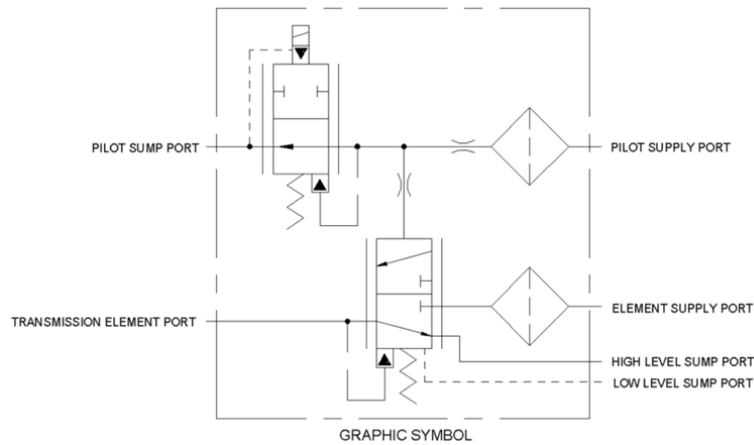 PILOT SUMP PORT
PILOT SUPPLY PORT
TRANSMISSION ELEMENT PORT
ELEMENT SUPPLY PORT
HIGH LEVEL SUMP PORT
LOW LEVEL SUMP PORT
GRAPHIC SYMBOL